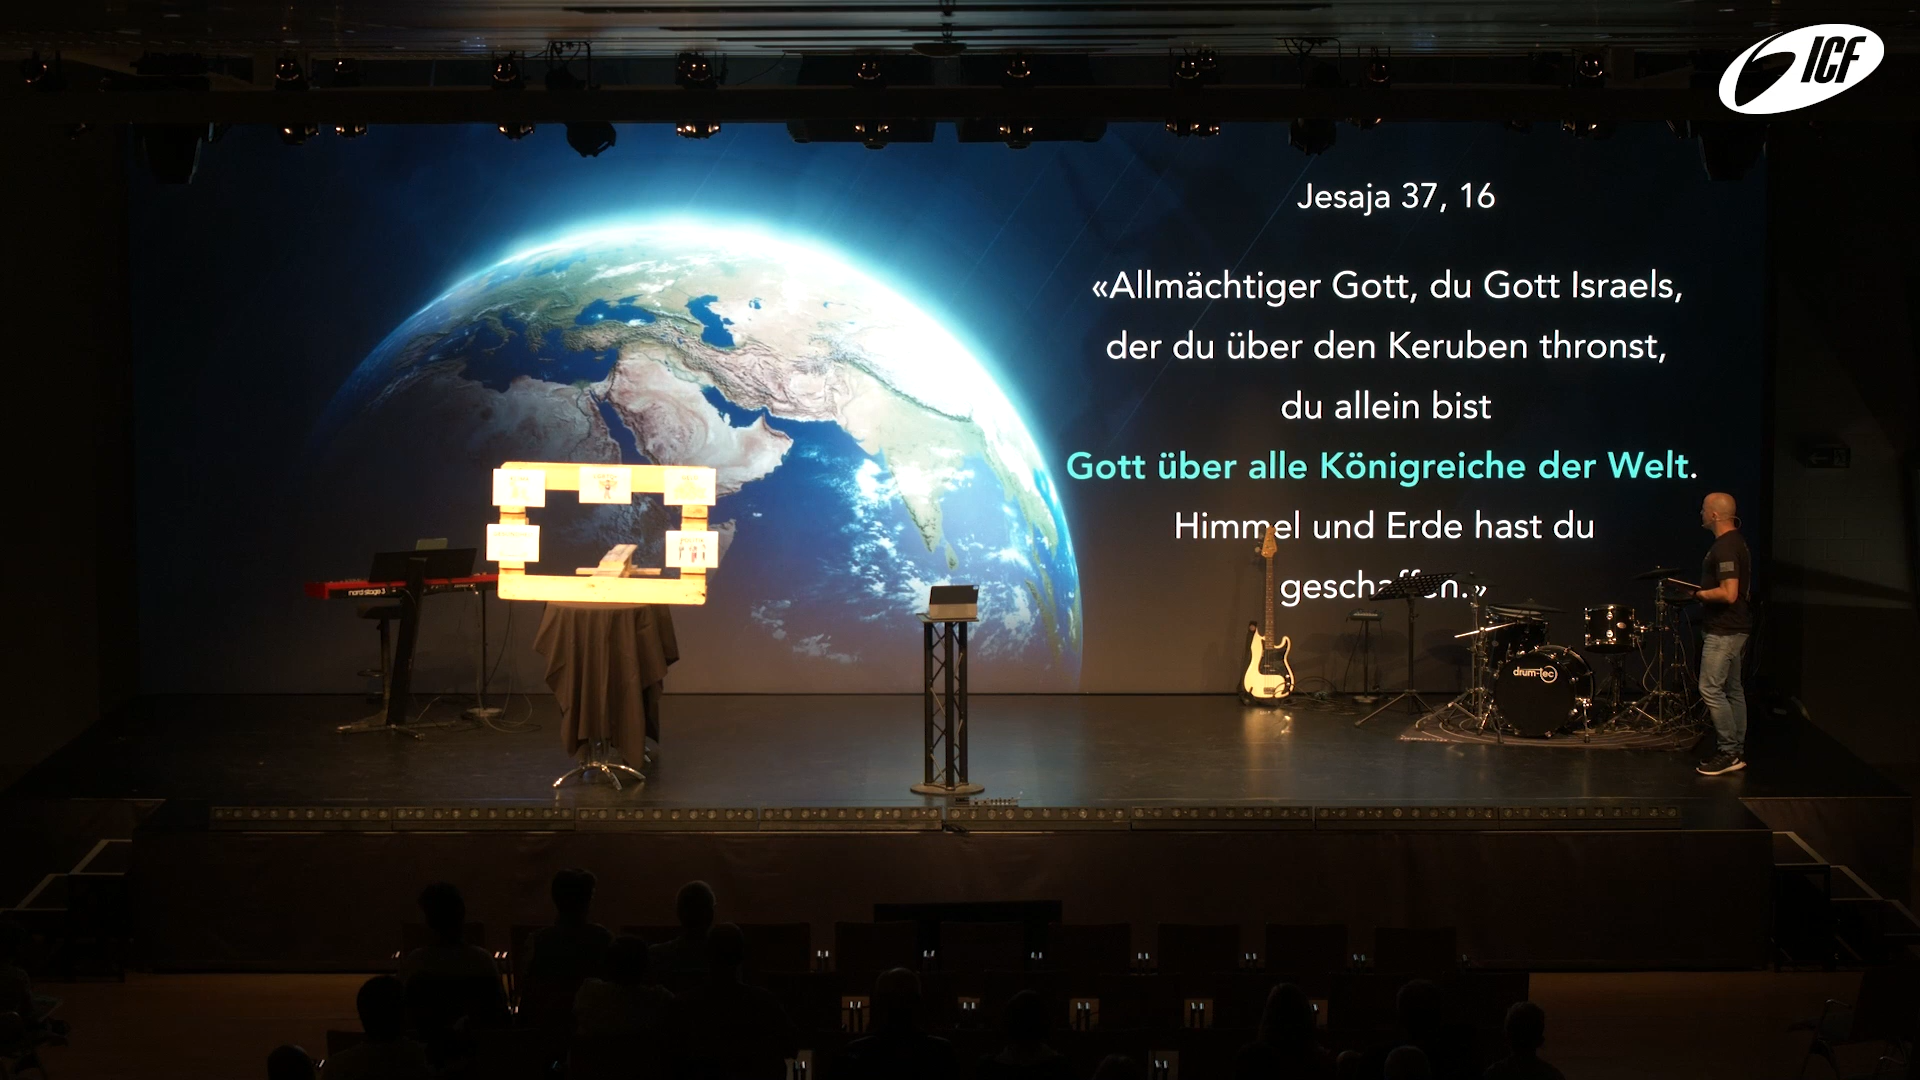 ICF
Jesaja 37, 16
«Allmächtiger Gott, du Gott Israels,
der du über den Keruben thronst,
du allein bist
Gott über alle Königreiche der Welt.
Himmel und Erde hast du
geschaffen.»
nord stage 3
drum-tec